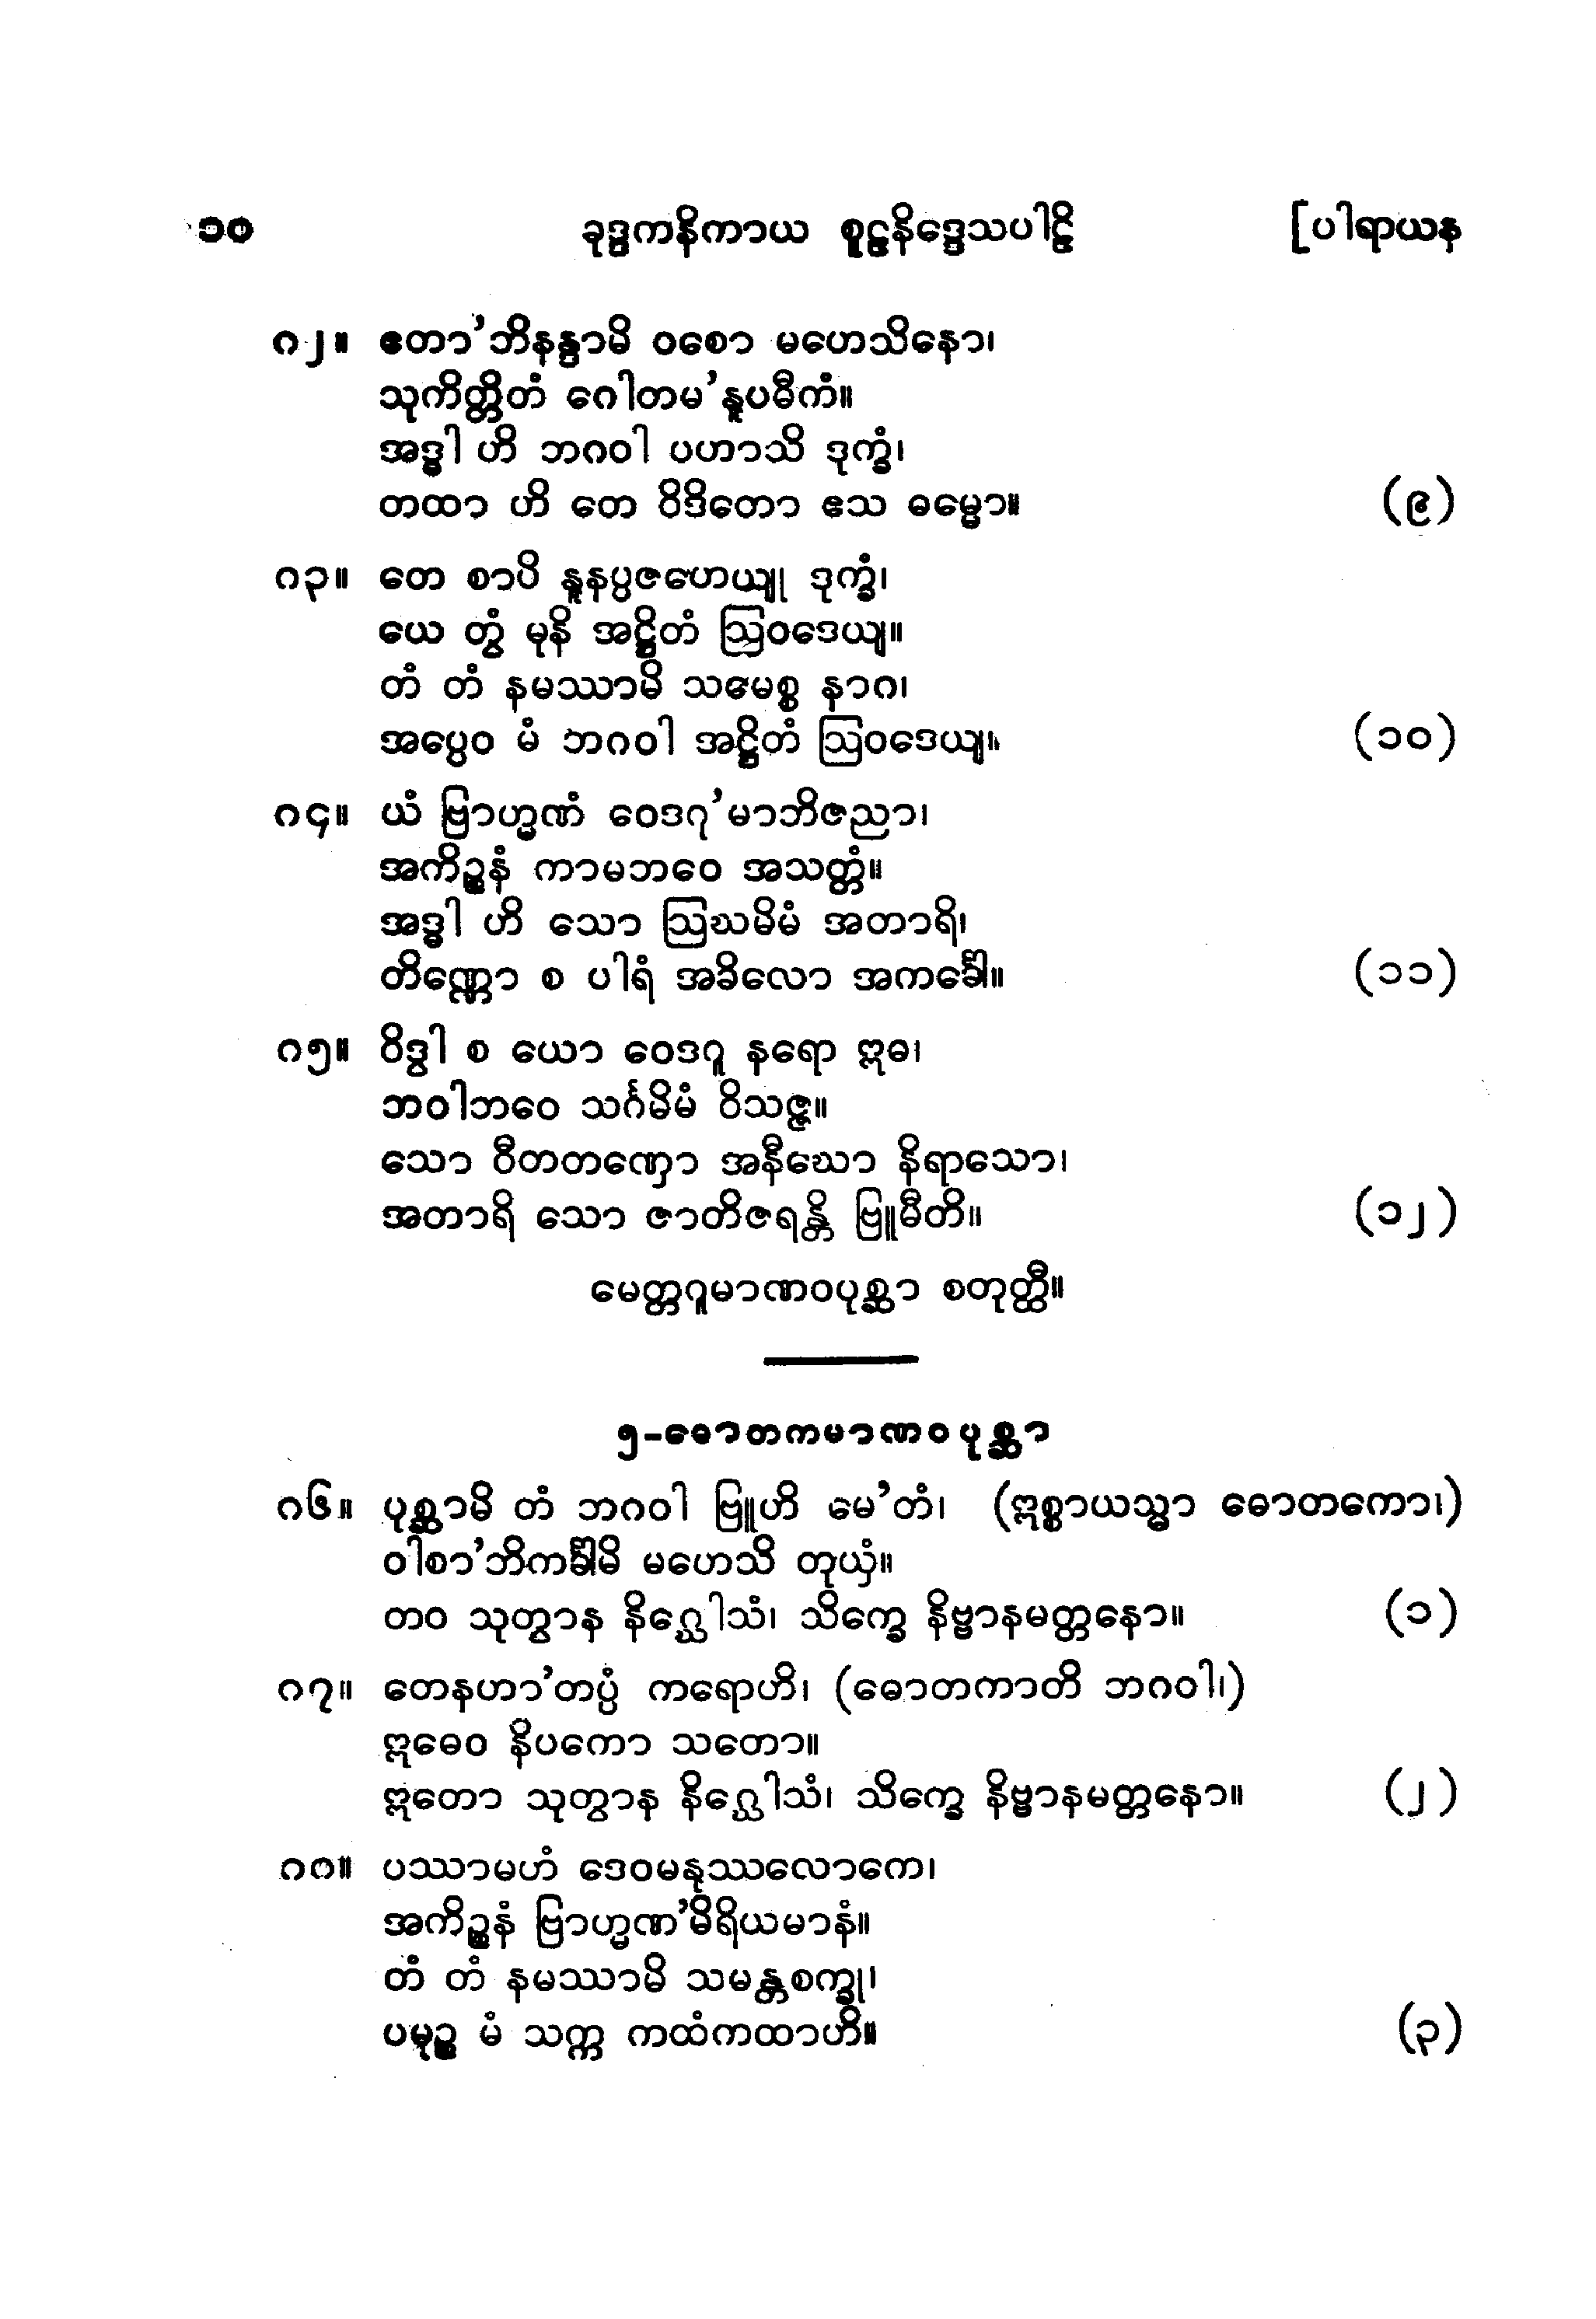 ၁၀ ခုဒ္ဒကနိကာယ စူဠနိဒ္ဒေသပါဠိ [ပါရာယန
၈၂။ ဧတာ’ဘိနန္ဒာမိ ဝစော မဟေသိနော၊
သုကိတ္တိတံ ဂေါတမ’နူပဓီကံ။
အဒ္ဓါ ဟိ ဘဂဝါ ပဟာသိ ဒုက္ခံ၊
တထာ ဟိ တေ ဝိဒိတော ဧသ ဓမ္မော။ (၉)
၈၃။ တေ စာပိ နူနပ္ပဇဟေယျု ဒုက္ခံ၊
ယေ တွံ မုနိ အဋ္ဌိတံ ဩဝဒေယျ။
တံ တံ နမဿာမိ သမေစ္စ နာဂ၊
အပ္ပေဝ မံ ဘဂဝါ အဋ္ဌိတံ ဩဝဒေယျ။ (၁၀)
၈၄။ ယံ ဗြာဟ္မဏံ ဝေဒဂု’မာဘိဇညာ၊
အကိဉ္စနံ ကာမဘဝေ အသတ္တံ။
အဒ္ဓါ ဟိ သော ဩဃမိမံ အတာရိ၊
တိဏ္ဏော စ ပါရံ အခိလော အကင်္ခေါ။ (၁၁)
၈၅။ ဝိဒွါ စ ယော ဝေဒဂူ နရော ဣဓ၊
ဘဝါဘဝေ သင်္ဂမိမံ ဝိသဇ္ဇ။
သော ဝီတတဏှော အနီဃော နိရာသော၊
အတာရိ သော ဇာတိဇရန္တိ ဗြူမီတိ။ (၁၂)
မေတ္တဂူမာဏဝပုစ္ဆာ စတုတ္ထီ။
၅-ဓောတကမာဏဝပုစ္ဆာ
၈၆။ ပုစ္ဆာမိ တံ ဘဂဝါ ဗြူဟိ မေ’တံ၊ (ဣစ္စာယသ္မာ ဓောတကော၊)
ဝါစာ’ဘိကင်္ခါမိ မဟေသိ တုယှံ။
တဝ သုတွာန နိဂ္ဃေါသံ၊ သိက္ခေ နိဗ္ဗာနမတ္တနော။ (၁)
၈၇။ တေနဟာ’တပ္ပံ ကရောဟိ၊ (ဓောတကာတိ ဘဂဝါ၊)
ဣဓေဝ နိပကော သတော။
ဣတော သုတွာန နိဂ္ဃေါသံ၊ သိက္ခေ နိဗ္ဗာနမတ္တနော။ (၂)
၈၈။ ပဿာမဟံ ဒေဝမနုဿလောကေ၊
အကိဉ္စနံ ဗြာဟ္မဏ’မိရိယမာနံ။
တံ တံ နမဿာမိ သမန္တစက္ခု၊
ပမုဉ္စ မံ သက္က ကထံကထာဟိ။ (၃)